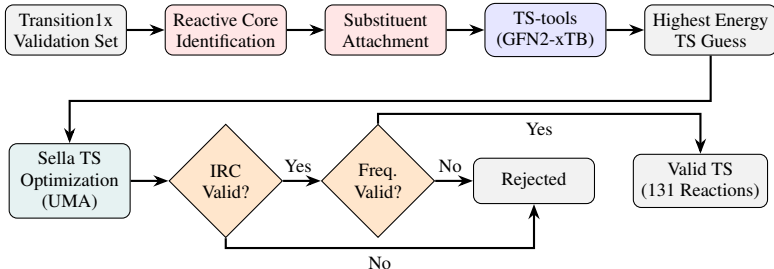 Transition1x
Validation Set
Reactive Core
Identification
Substituent
Attachment
TS-tools
(GFN2-xTB)
Highest Energy
TS Guess
Sella TS
Optimization
(UMA)
IRC
Valid?
Yes
Freq.
Valid?
No
Rejected
Yes
Valid TS
(131 Reactions)
No